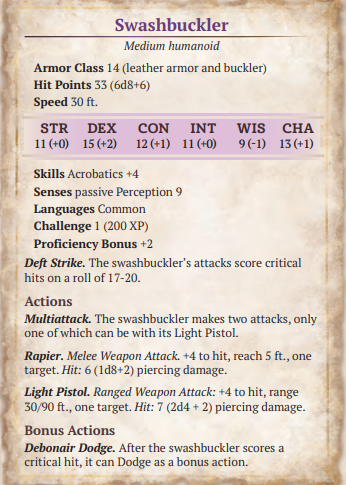 Swashbuckler
Medium humanoid
Armor Class 14 (leather armor and buckler)
Hit Points 33 (6d8+6)
Speed 30 ft.
STR DEX CON INT WIS CHA
11 (+0) 15 (+2) 12 (+1) 11 (+0) 9 (-1) 13 (+1)
Skills Acrobatics +4
Senses passive Perception 9
Languages Common
Challenge 1 (200 XP)
Proficiency Bonus +2
Deft Strike. The swashbuckler's attacks score critical
hits on a roll of 17-20.
Actions
Multiattack. The swashbuckler makes two attacks, only
one of which can be with its Light Pistol.
Rapier. Melee Weapon Attack. +4 to hit, reach 5 ft., one
target. Hit: 6 (1d8+2) piercing damage.
Light Pistol. Ranged Weapon Attack: +4 to hit, range
30/90 ft., one target. Hit: 7 (2d4 + 2) piercing damage.
Bonus Actions
Debonair Dodge. After the swashbuckler scores a
critical hit, it can Dodge as a bonus action.